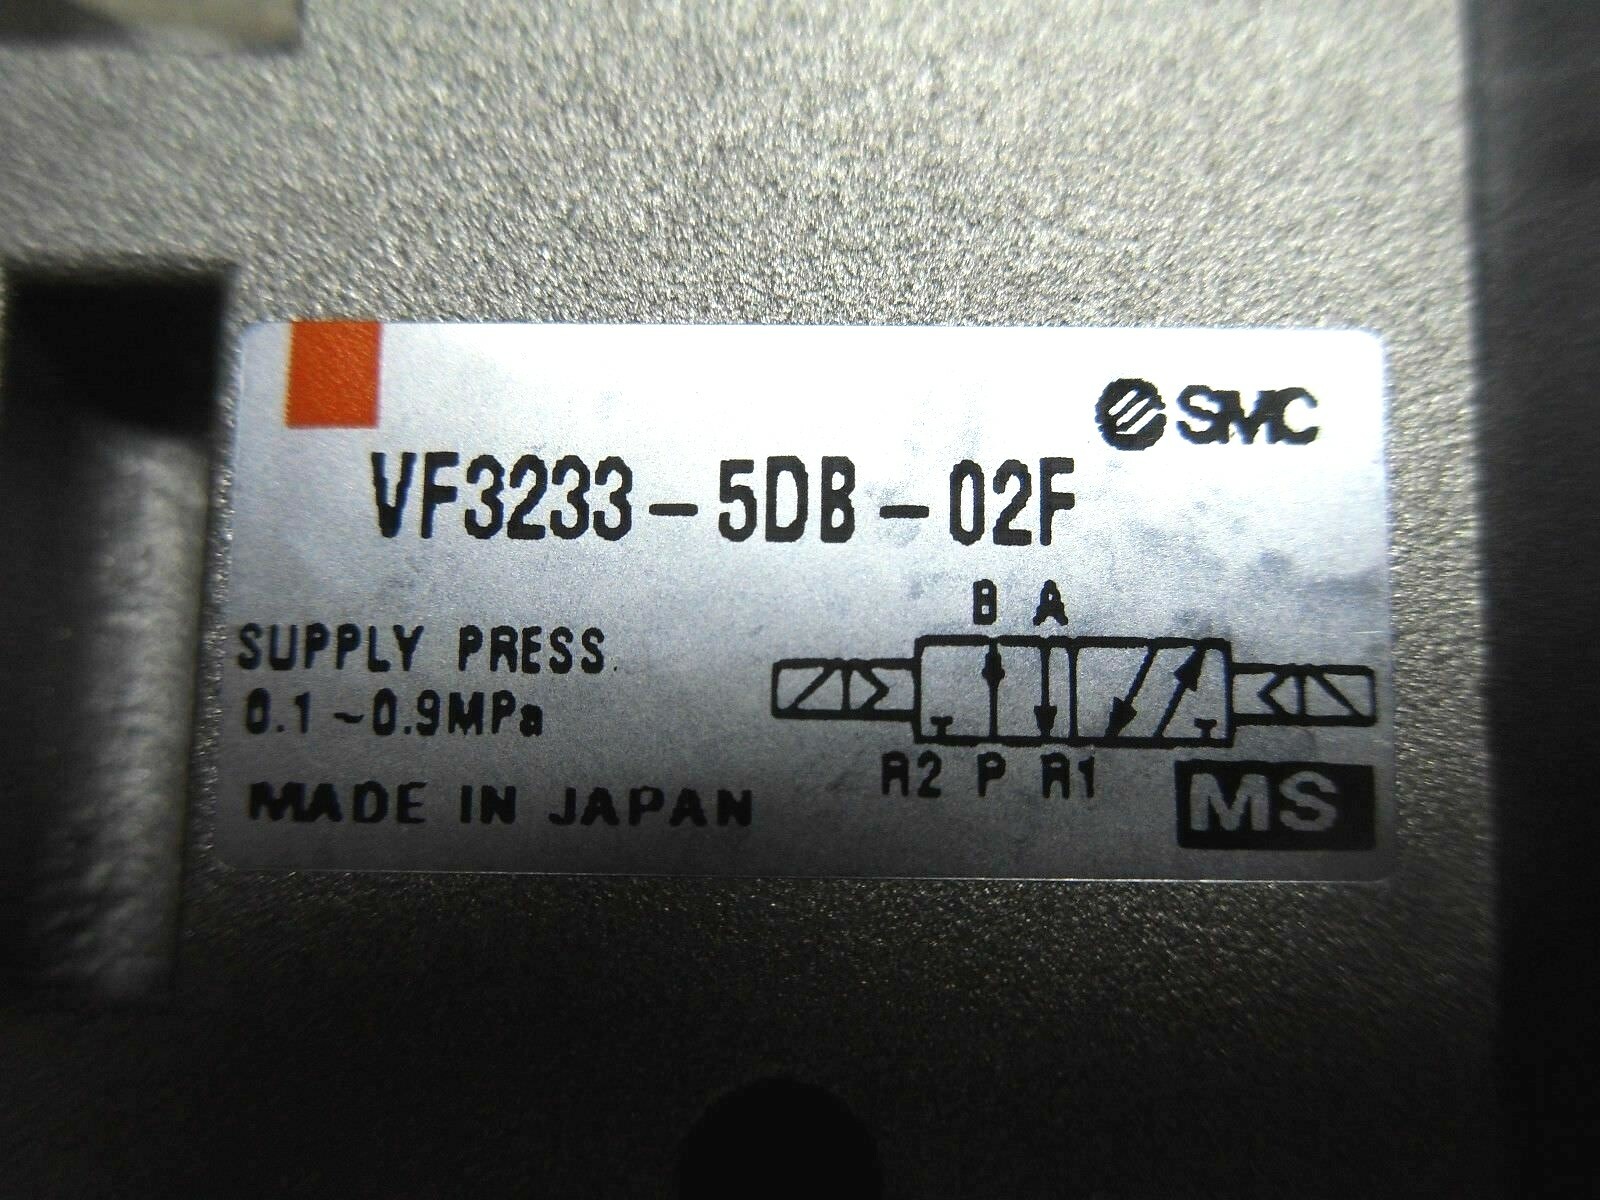 SMC
VF3233-5DB-02F
B A
SUPPLY PRESS.
0.1~0.9MPa
R2 P R1
MADE IN JAPAN
MS